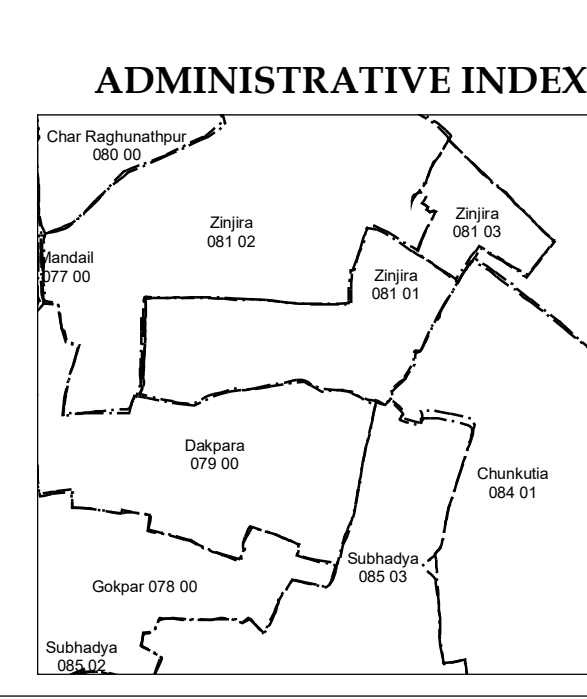 ADMINISTRATIVE INDEX
Char Raghunathpur
080 00
Zinjira
081 02
Zinjira
081 03
Mandail
077 00
Zinjira
081 01
Dakpara
079 00
Chunkutia
084 01
Subhadya
085 03
Gokpar 078 00
Subhadya
085 02